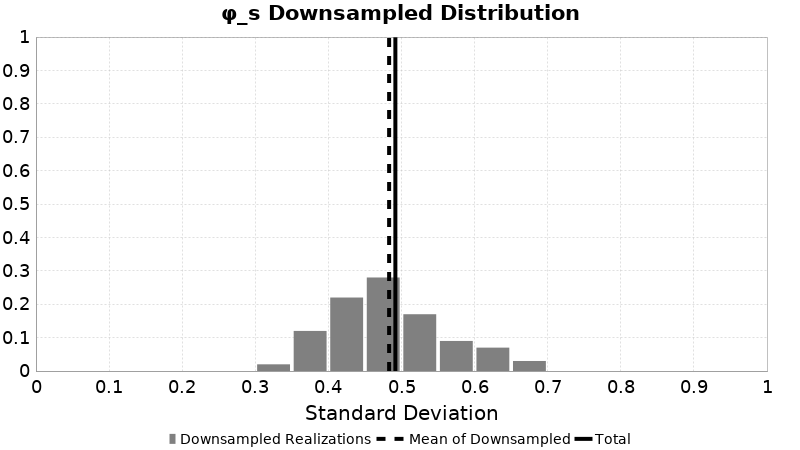 φ_s Downsampled Distribution
1
0.9
0.8
0.7
0.6
0.5
0.4
0.3
0.2
0.1
0
0 0.1 0.2 0.3 0.4 0.5 0.6 0.7 0.8 0.9 1
Standard Deviation
Downsampled Realizations Mean of Downsampled Total